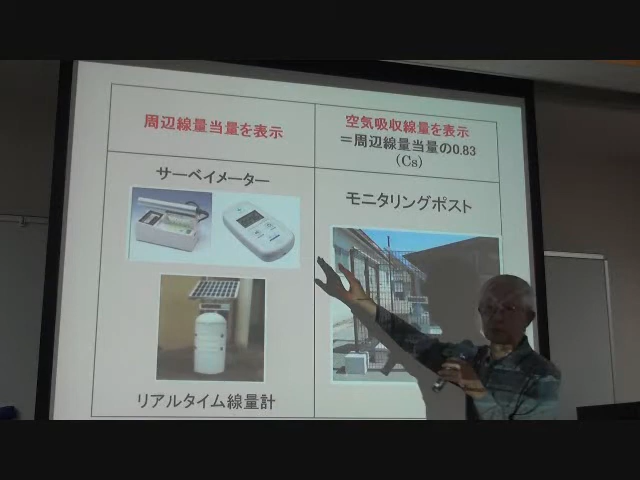 周辺線量当量を表示
空気吸収線量を表示
＝周辺線量当量の0.83
(Cs)
サーベイメーター
モニタリングポスト
リアルタイム線量計